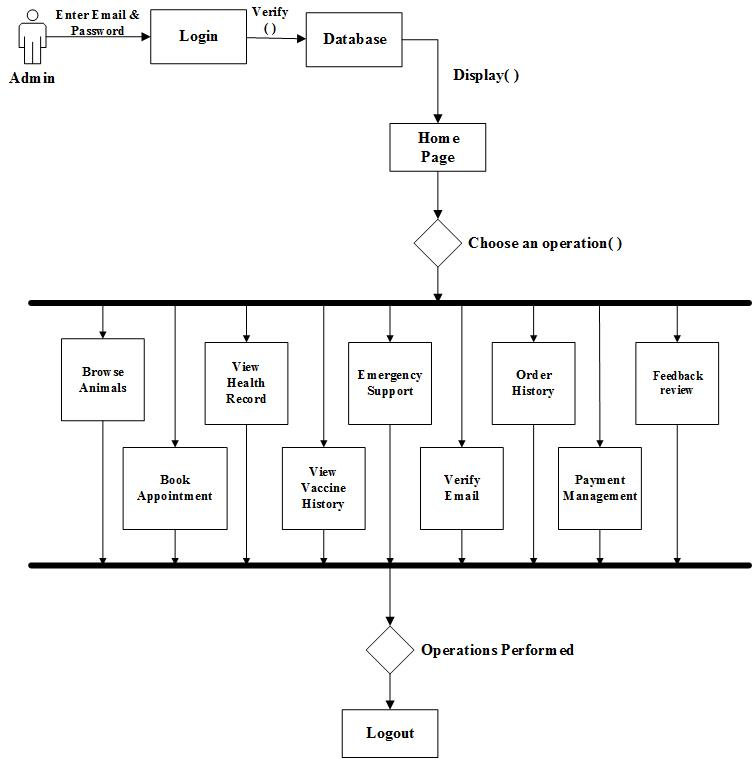 Enter Email &
Password
Admin
Login
Verify
( )
Database
Display( )
Home
Page
Choose an operation( )
Browse
Animals
View
Health
Record
Emergency
Support
Order
History
Feedback
review
Book
Appointment
View
Vaccine
History
Verify
Email
Payment
Management
Operations Performed
Logout